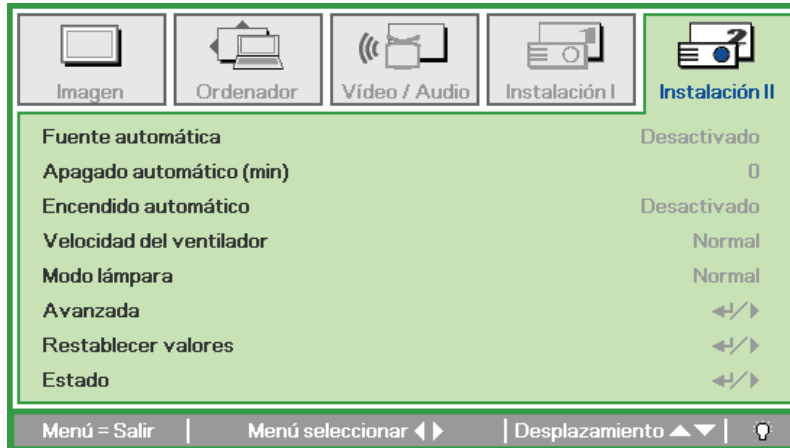 Imagen Ordenador Vídeo / Audio Instalación I Instalación II
Fuente automática Desactivado
Apagado automático (min) 0
Encendido automático Desactivado
Velocidad del ventilador Normal
Modo lámpara Normal
Avanzada
Restablecer valores
Estado
Menú = Salir Menú seleccionar Desplazamiento